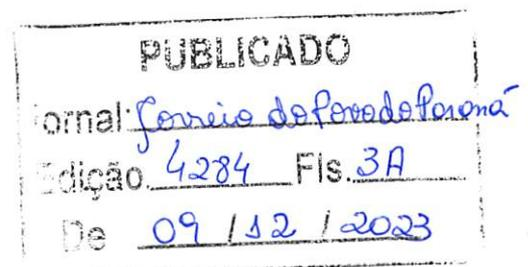 PUBLICADO
ornal: Correio do Povo do Paraná
Edição 4284 Fls. 3A
De 09 / 12 / 2023